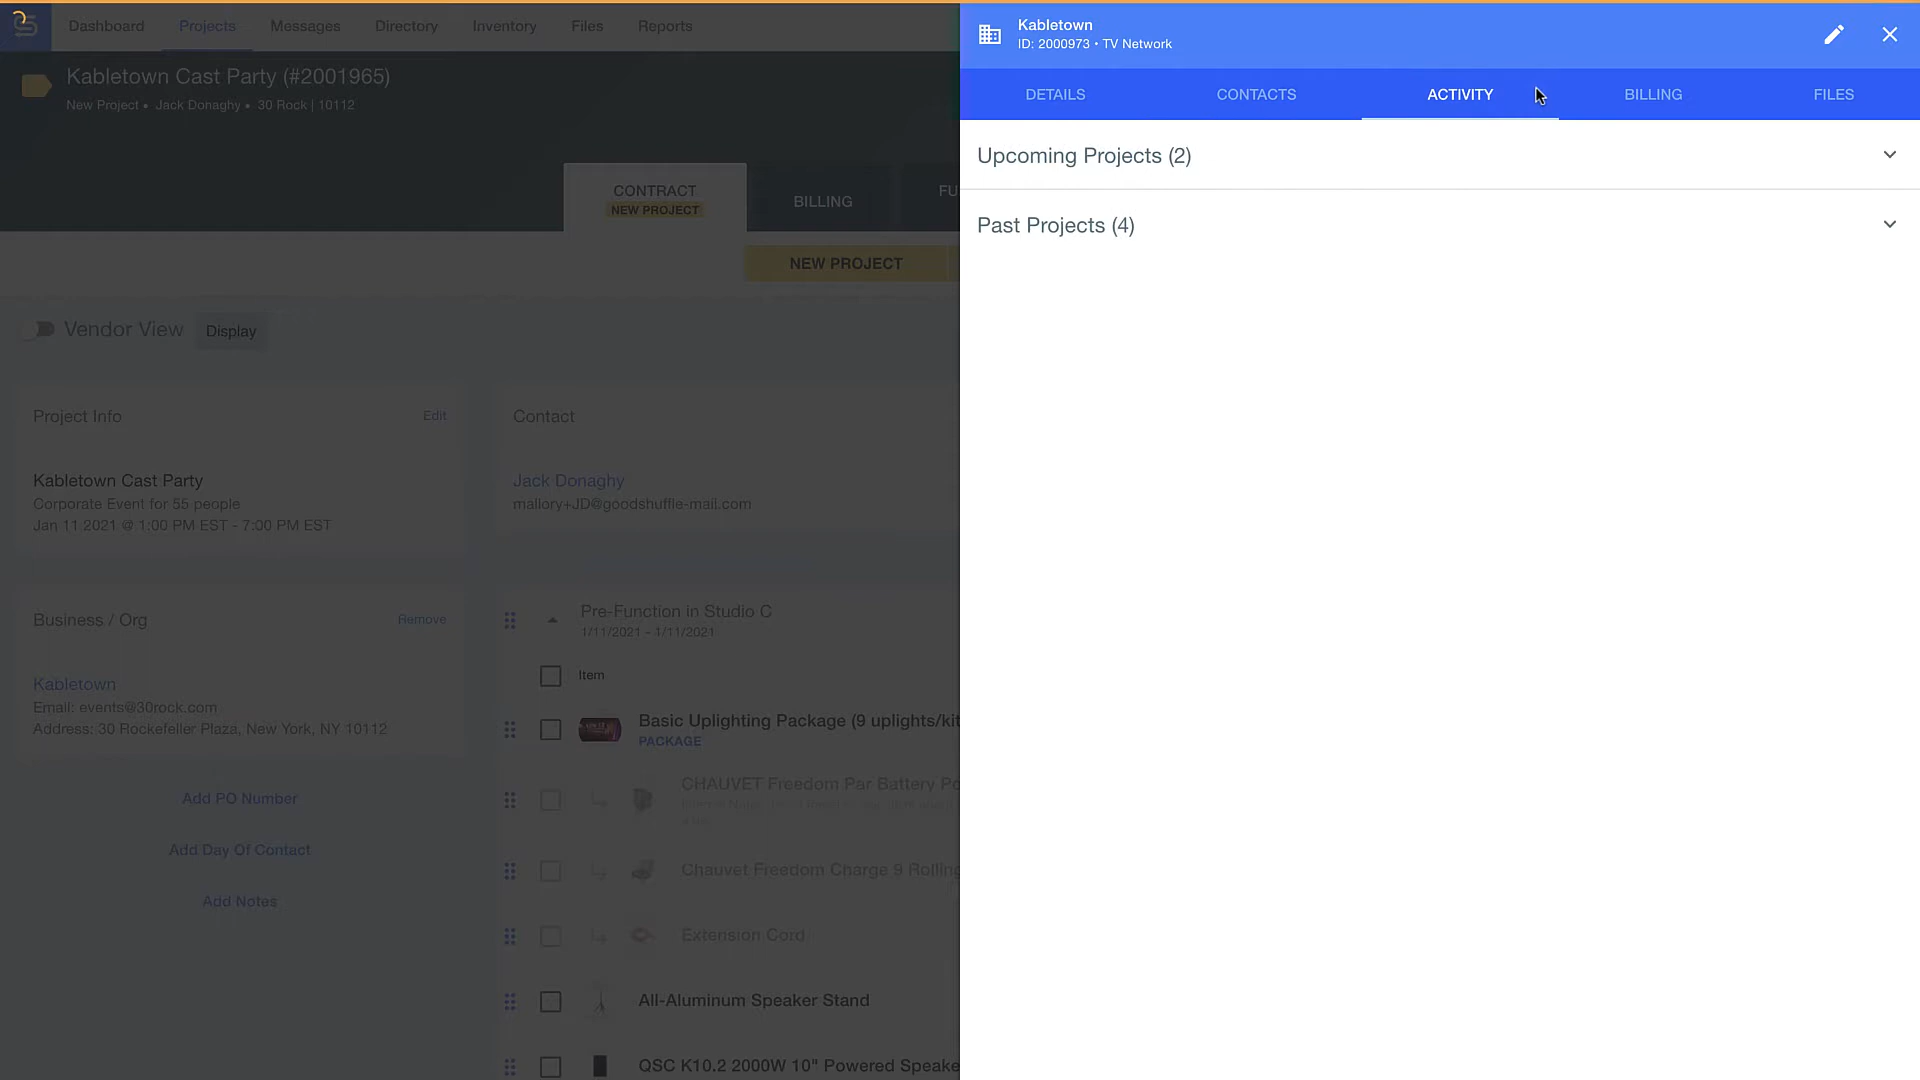 Dashboard
Projects
Messages
Directory
Inventory
Files
Reports
Kabletown Cast Party (#2001965)
New Project • Jack Donaghy • 30 Rock | 10112
CONTRACT
NEW PROJECT
BILLING
FU
NEW PROJECT
Vendor View
Display
Project Info
Edit
Kabletown Cast Party
Corporate Event for 55 people
Jan 11 2021 @ 1:00 PM EST - 7:00 PM EST
Contact
Jack Donaghy
mallory+JD@goodshuffle-mail.com
Business / Org
Remove
Kabletown
Email: events@30rock.com
Address: 30 Rockefeller Plaza, New York, NY 10112
Add PO Number
Add Day Of Contact
Add Notes
Pre-Function in Studio C
1/11/2021 - 1/11/2021
Item
Basic Uplighting Package (9 uplights/kit
PACKAGE
CHAUVET Freedom Par Battery Po
Chauvet Freedom Charge 9 Rolling
Extension Cord
All-Aluminum Speaker Stand
QSC K10.2 2000W 10" Powered Speake
Kabletown
ID: 2000973 • TV Network
DETAILS
CONTACTS
ACTIVITY
BILLING
FILES
Upcoming Projects (2)
Past Projects (4)